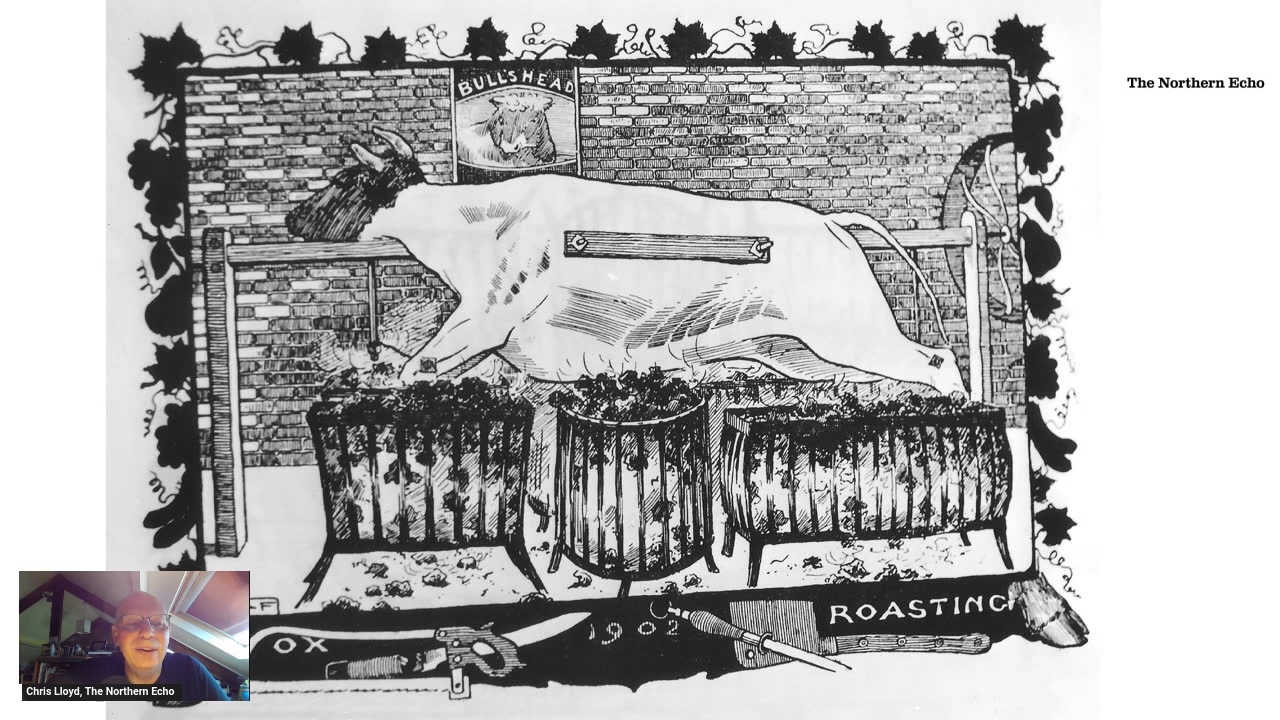 BULL'S HEAD
The Northern Echo
OX
1902
ROASTING
Chris Lloyd, The Northern Echo